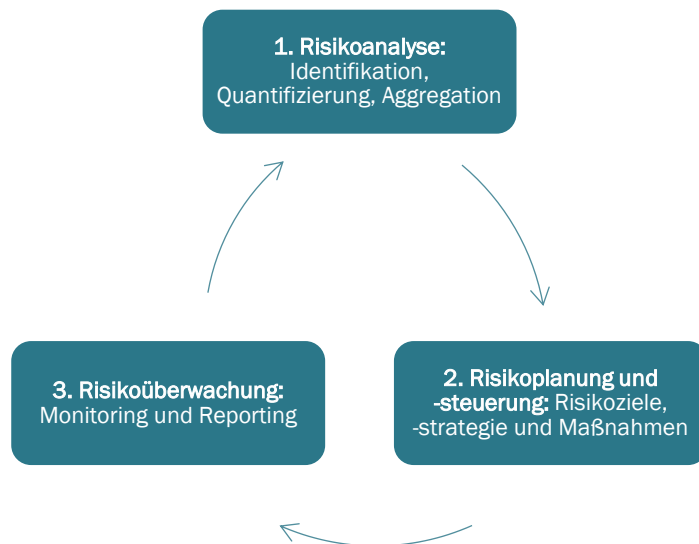 1. Risikoanalyse:
Identifikation,
Quantifizierung, Aggregation
3. Risikoüberwachung:
Monitoring und Reporting
2. Risikoplanung und
-steuerung: Risikoziele,
-strategie und Maßnahmen